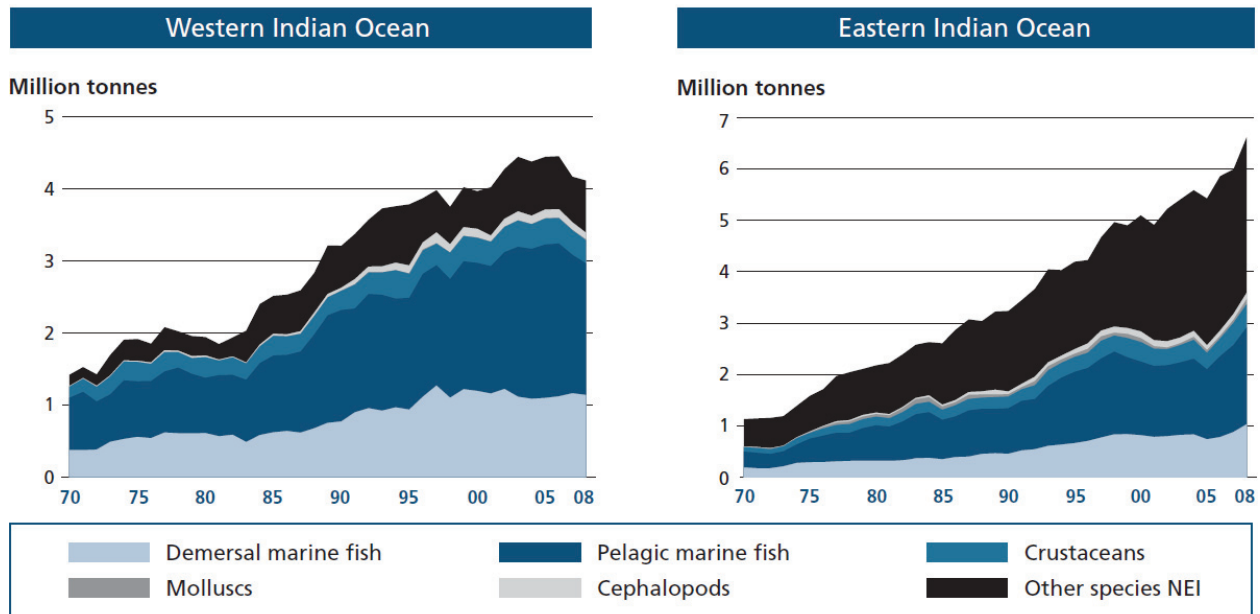 Western Indian Ocean
Million tonnes
5
4
3
2
1
0
70 75 80 85 90 95 00 05 08
Eastern Indian Ocean
Million tonnes
7
6
5
4
3
2
1
0
70 75 80 85 90 95 00 05 08
Demersal marine fish Pelagic marine fish Crustaceans
Molluscs Cephalopods Other species NEI